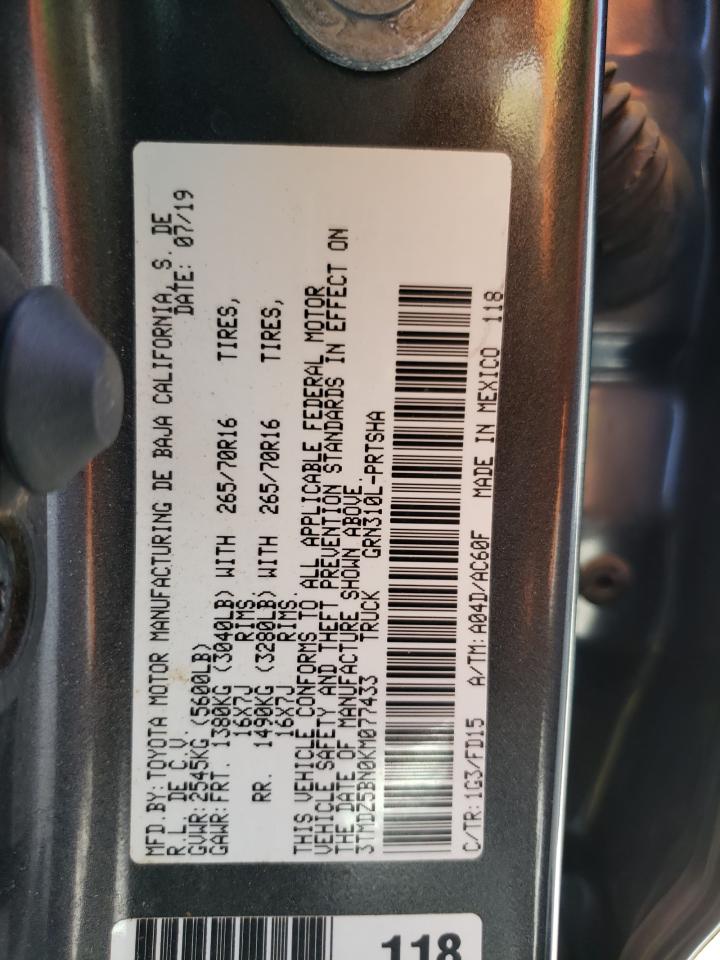 MFD.BY:TOYOTA MOTOR MANUFACTURING DE BAJA CALIFORNIA, S. DE
R.L. DE C.V. DATE: 07/19
GVWR:2545KG (5600LB)
GAWR:FRT. 1380KG (3040LB) WITH 265/70R16 TIRES,
16X7J RIMS.
RR. 1490KG (3280LB) WITH 265/70R16 TIRES,
16X7J RIMS.
THIS VEHICLE CONFORMS TO ALL APPLICABLE FEDERAL MOTOR
VEHICLE SAFETY AND THEFT PREVENTION STANDARDS IN EFFECT ON
THE DATE OF MANUFACTURE SHOWN ABOVE.
3TMDZ5BN0KM077433 TRUCK GRN310L-PRTSHA
C/TR:1G3/FD15 A/TM:A04D/AC60F MADE IN MEXICO 118
118